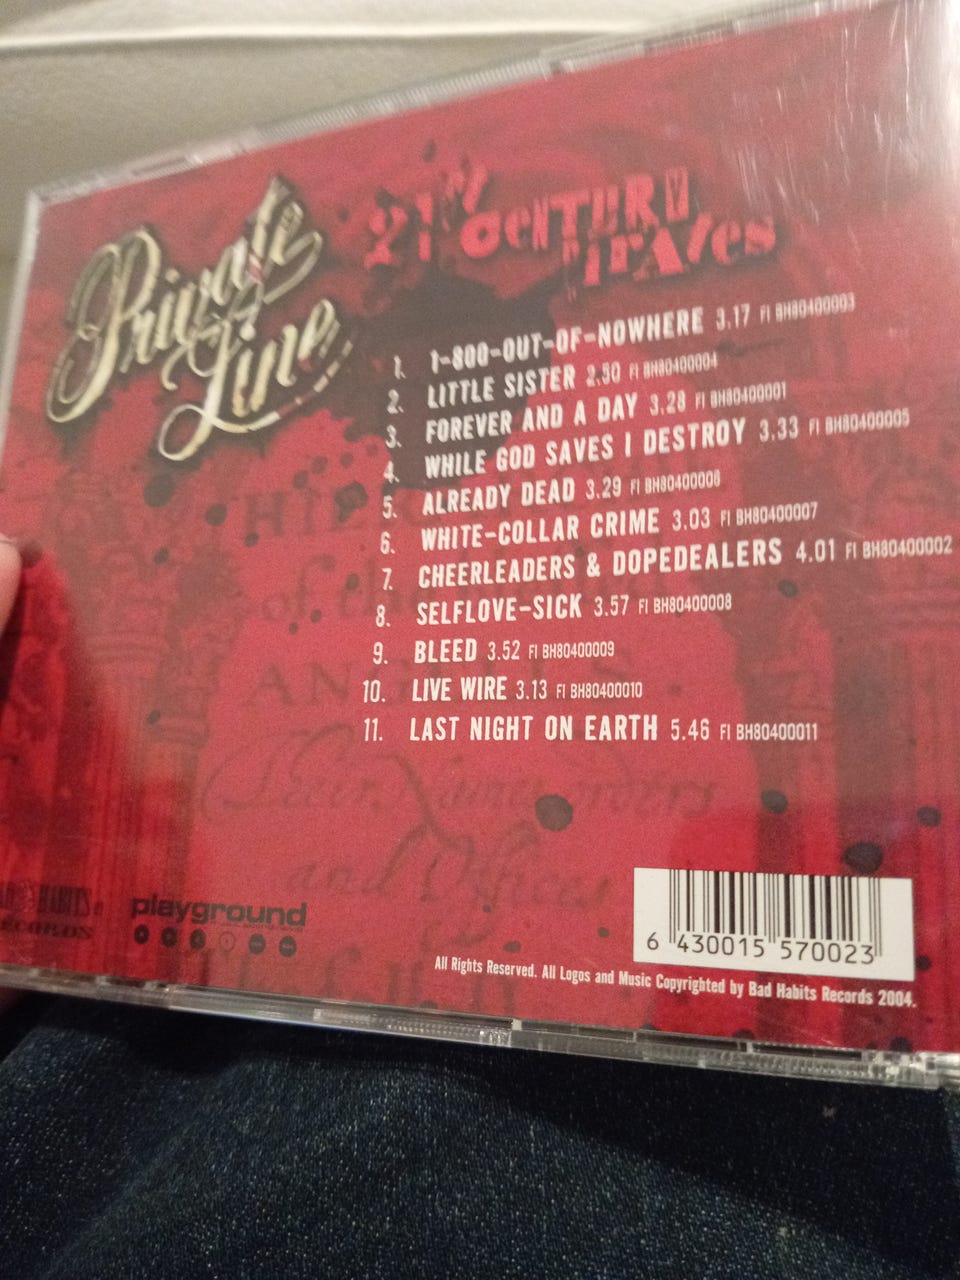 Private
Line
21st CENTURY
PIRATES
1. 1-800-OUT-OF-NOWHERE 3.17 FI BH80400003
2. LITTLE SISTER 2.50 FI BH80400004
3. FOREVER AND A DAY 3.28 FI BH80400001
4. WHILE GOD SAVES I DESTROY 3.33 FI BH80400005
5. ALREADY DEAD 3.29 FI BH80400006
6. WHITE-COLLAR CRIME 3.03 FI BH80400007
7. CHEERLEADERS & DOPEDEALERS 4.01 FI BH80400002
8. SELFLOVE-SICK 3.57 FI BH80400008
9. BLEED 3.52 FI BH80400009
10. LIVE WIRE 3.13 FI BH80400010
11. LAST NIGHT ON EARTH 5.46 FI BH80400011
and Offices
HABITS
RECORDS
playground
6 430015 570023
All Rights Reserved. All Logos and Music Copyrighted by Bad Habits Records 2004.